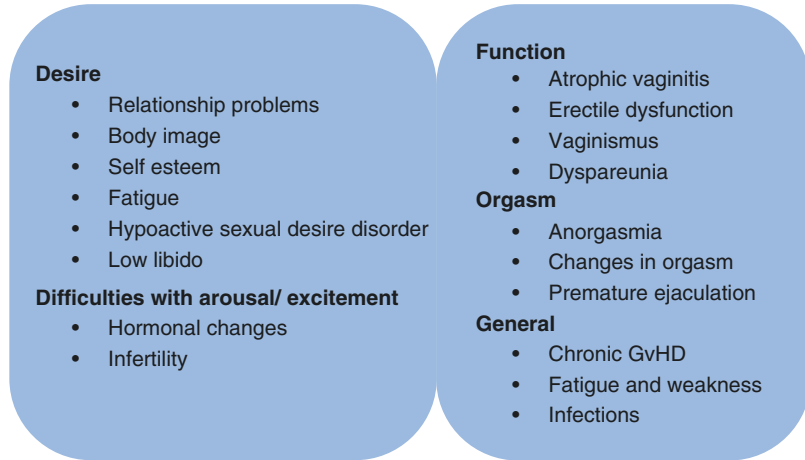 Desire
• Relationship problems
• Body image
• Self esteem
• Fatigue
• Hypoactive sexual desire disorder
• Low libido
Difficulties with arousal/ excitement
• Hormonal changes
• Infertility
Function
• Atrophic vaginitis
• Erectile dysfunction
• Vaginismus
• Dyspareunia
Orgasm
• Anorgasmia
• Changes in orgasm
• Premature ejaculation
General
• Chronic GvHD
• Fatigue and weakness
• Infections